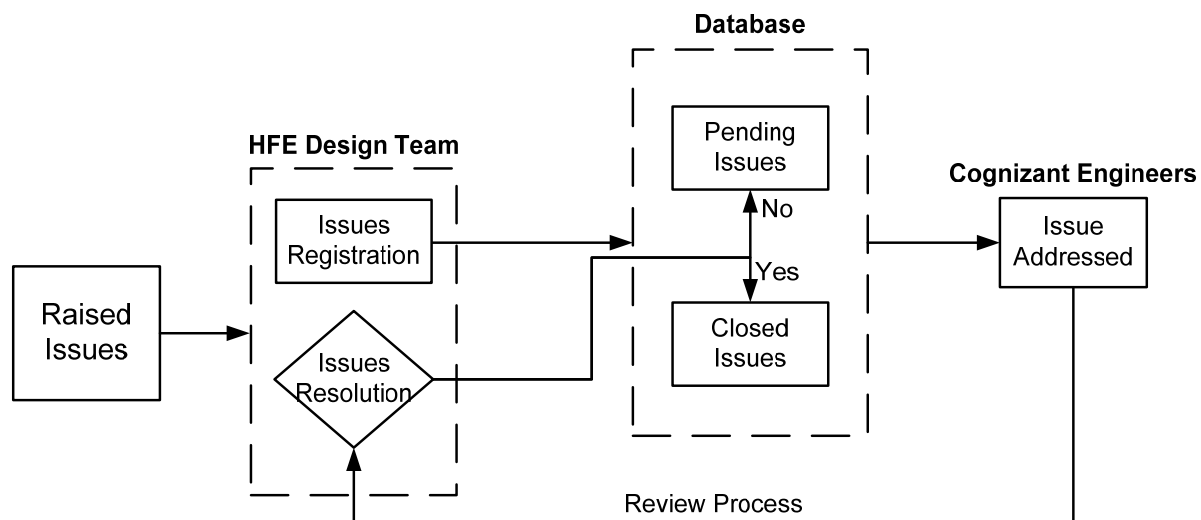 Database
HFE Design Team
Pending
Issues
Cognizant Engineers
No
Issues
Registration
Issue
Addressed
Yes
Raised
Issues
Closed
Issues
Issues
Resolution
Review Process